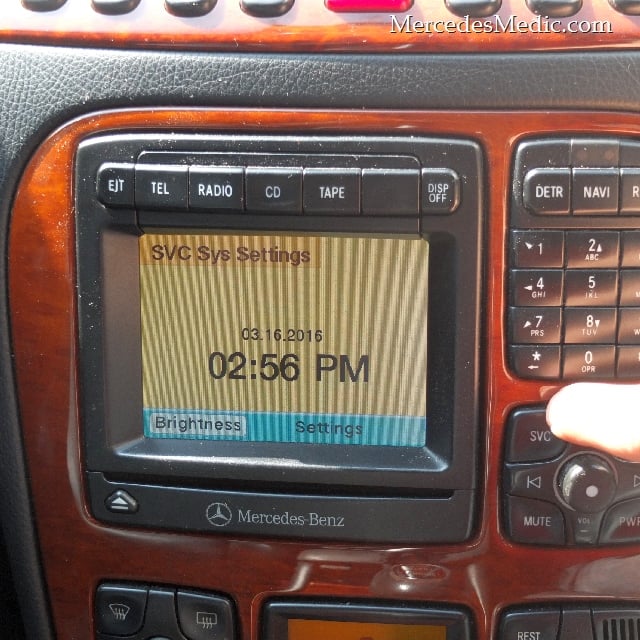 MercedesMedic.com
EJT TEL RADIO CD TAPE DISP OFF
DETR NAVI R
SVC Sys Settings
1 2 ABC
4 GHI 5 JKL
03.16.2016
7 PRS 8 TUV
02:56 PM
* 0 OPR
Brightness Settings
SVC
Mercedes-Benz
MUTE VOL PWR
REST